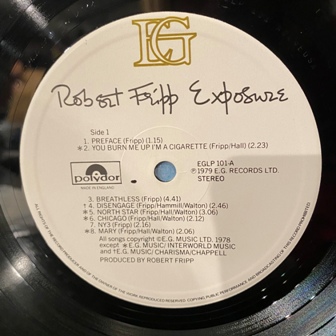 EG
Robert Fripp Exposure
Side 1
1. PREFACE (Fripp) (1.15)
*2. YOU BURN ME UP I'M A CIGARETTE (Fripp/Hall) (2.23)
polydor
MADE IN ENGLAND
EGLP 101-A
℗1979 E.G. RECORDS LTD.
STEREO
3. BREATHLESS (Fripp) (4.41)
† 4. DISENGAGE (Fripp/Hammill/Walton) (2.46)
*5. NORTH STAR (Fripp/Hall/Walton) (3.06)
*6. CHICAGO (Fripp/Hammill/Walton) (2.12)
7. NY3 (Fripp) (2.16)
*8. MARY (Fripp/Hall/Walton) (2.06)
All songs copyright ©E.G. MUSIC LTD. 1978
except *E.G. MUSIC/ INTERWORLD MUSIC
and †E.G. MUSIC/ CHARISMA/CHAPPELL
PRODUCED BY ROBERT FRIPP